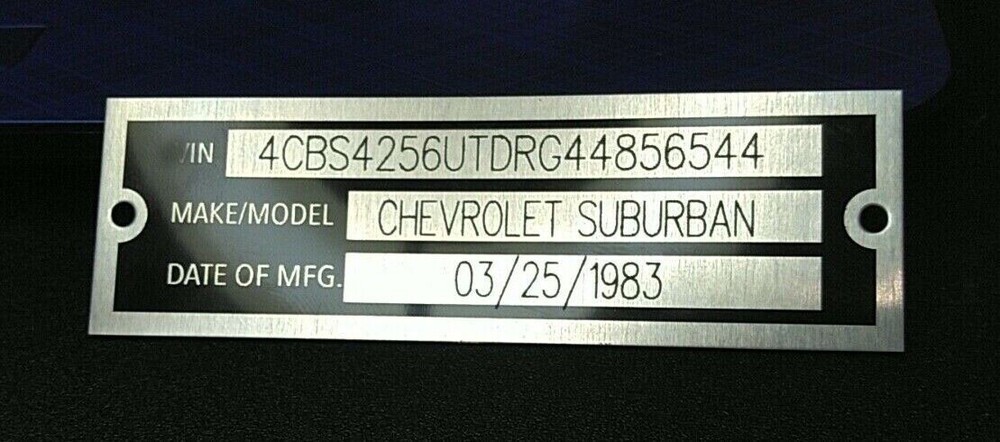 VIN 4CBS4256UTDRG44856544
MAKE/MODEL CHEVROLET SUBURBAN
DATE OF MFG. 03/25/1983